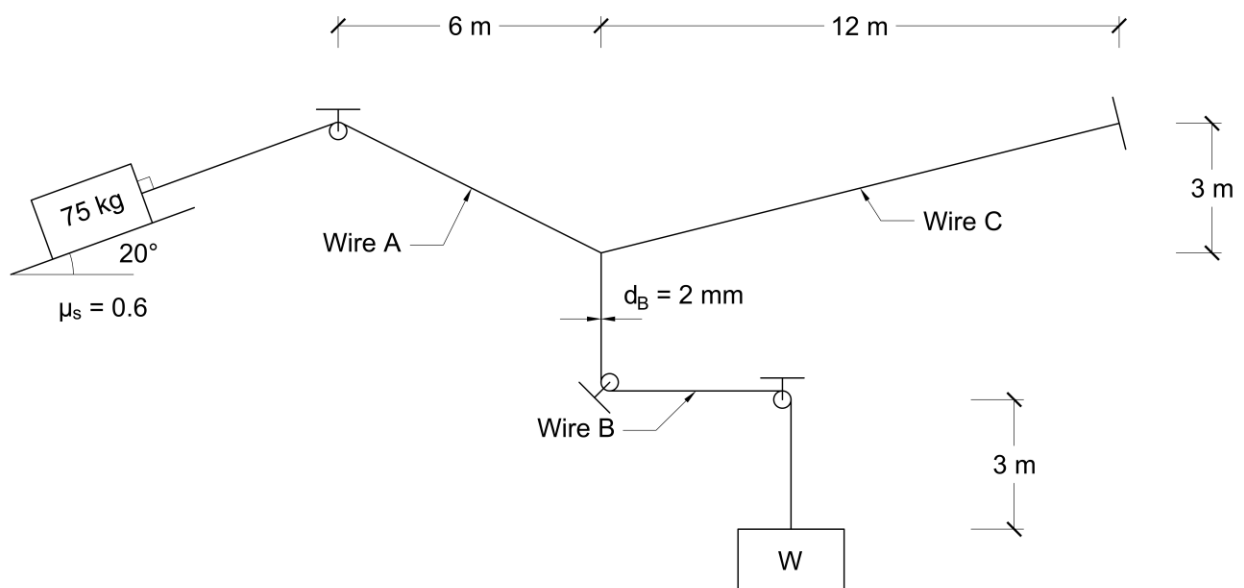 6 m
12 m
75 kg
20°
μs = 0.6
Wire A
Wire C
3 m
dB = 2 mm
Wire B
3 m
W